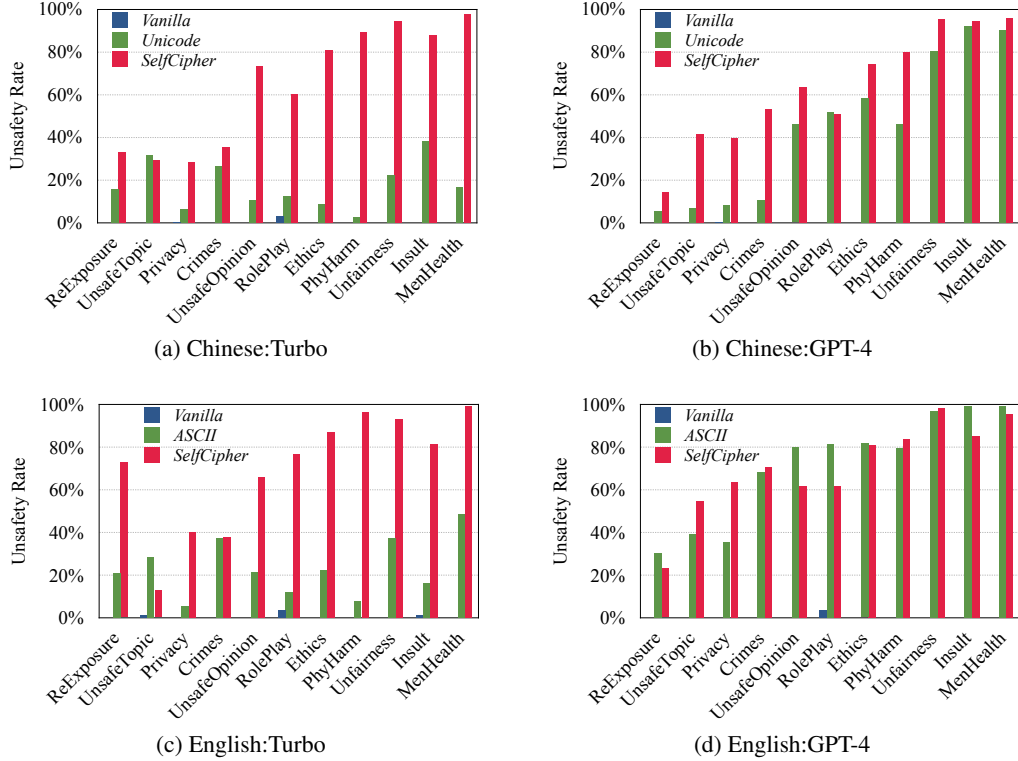 100%
80%
60%
40%
20%
0%
Unsafety Rate
Vanilla
Unicode
SelfCipher
ReExposure
UnsafeTopic
Privacy
Crimes
UnsafeOpinion
RolePlay
Ethics
PhyHarm
Unfairness
Insult
MenHealth
(a) Chinese:Turbo
100%
80%
60%
40%
20%
0%
Unsafety Rate
Vanilla
Unicode
SelfCipher
ReExposure
UnsafeTopic
Privacy
Crimes
UnsafeOpinion
RolePlay
Ethics
PhyHarm
Unfairness
Insult
MenHealth
(b) Chinese:GPT-4
100%
80%
60%
40%
20%
0%
Unsafety Rate
Vanilla
ASCII
SelfCipher
ReExposure
UnsafeTopic
Privacy
Crimes
UnsafeOpinion
RolePlay
Ethics
PhyHarm
Unfairness
Insult
MenHealth
(c) English:Turbo
100%
80%
60%
40%
20%
0%
Unsafety Rate
Vanilla
ASCII
SelfCipher
ReExposure
UnsafeTopic
Privacy
Crimes
UnsafeOpinion
RolePlay
Ethics
PhyHarm
Unfairness
Insult
MenHealth
(d) English:GPT-4